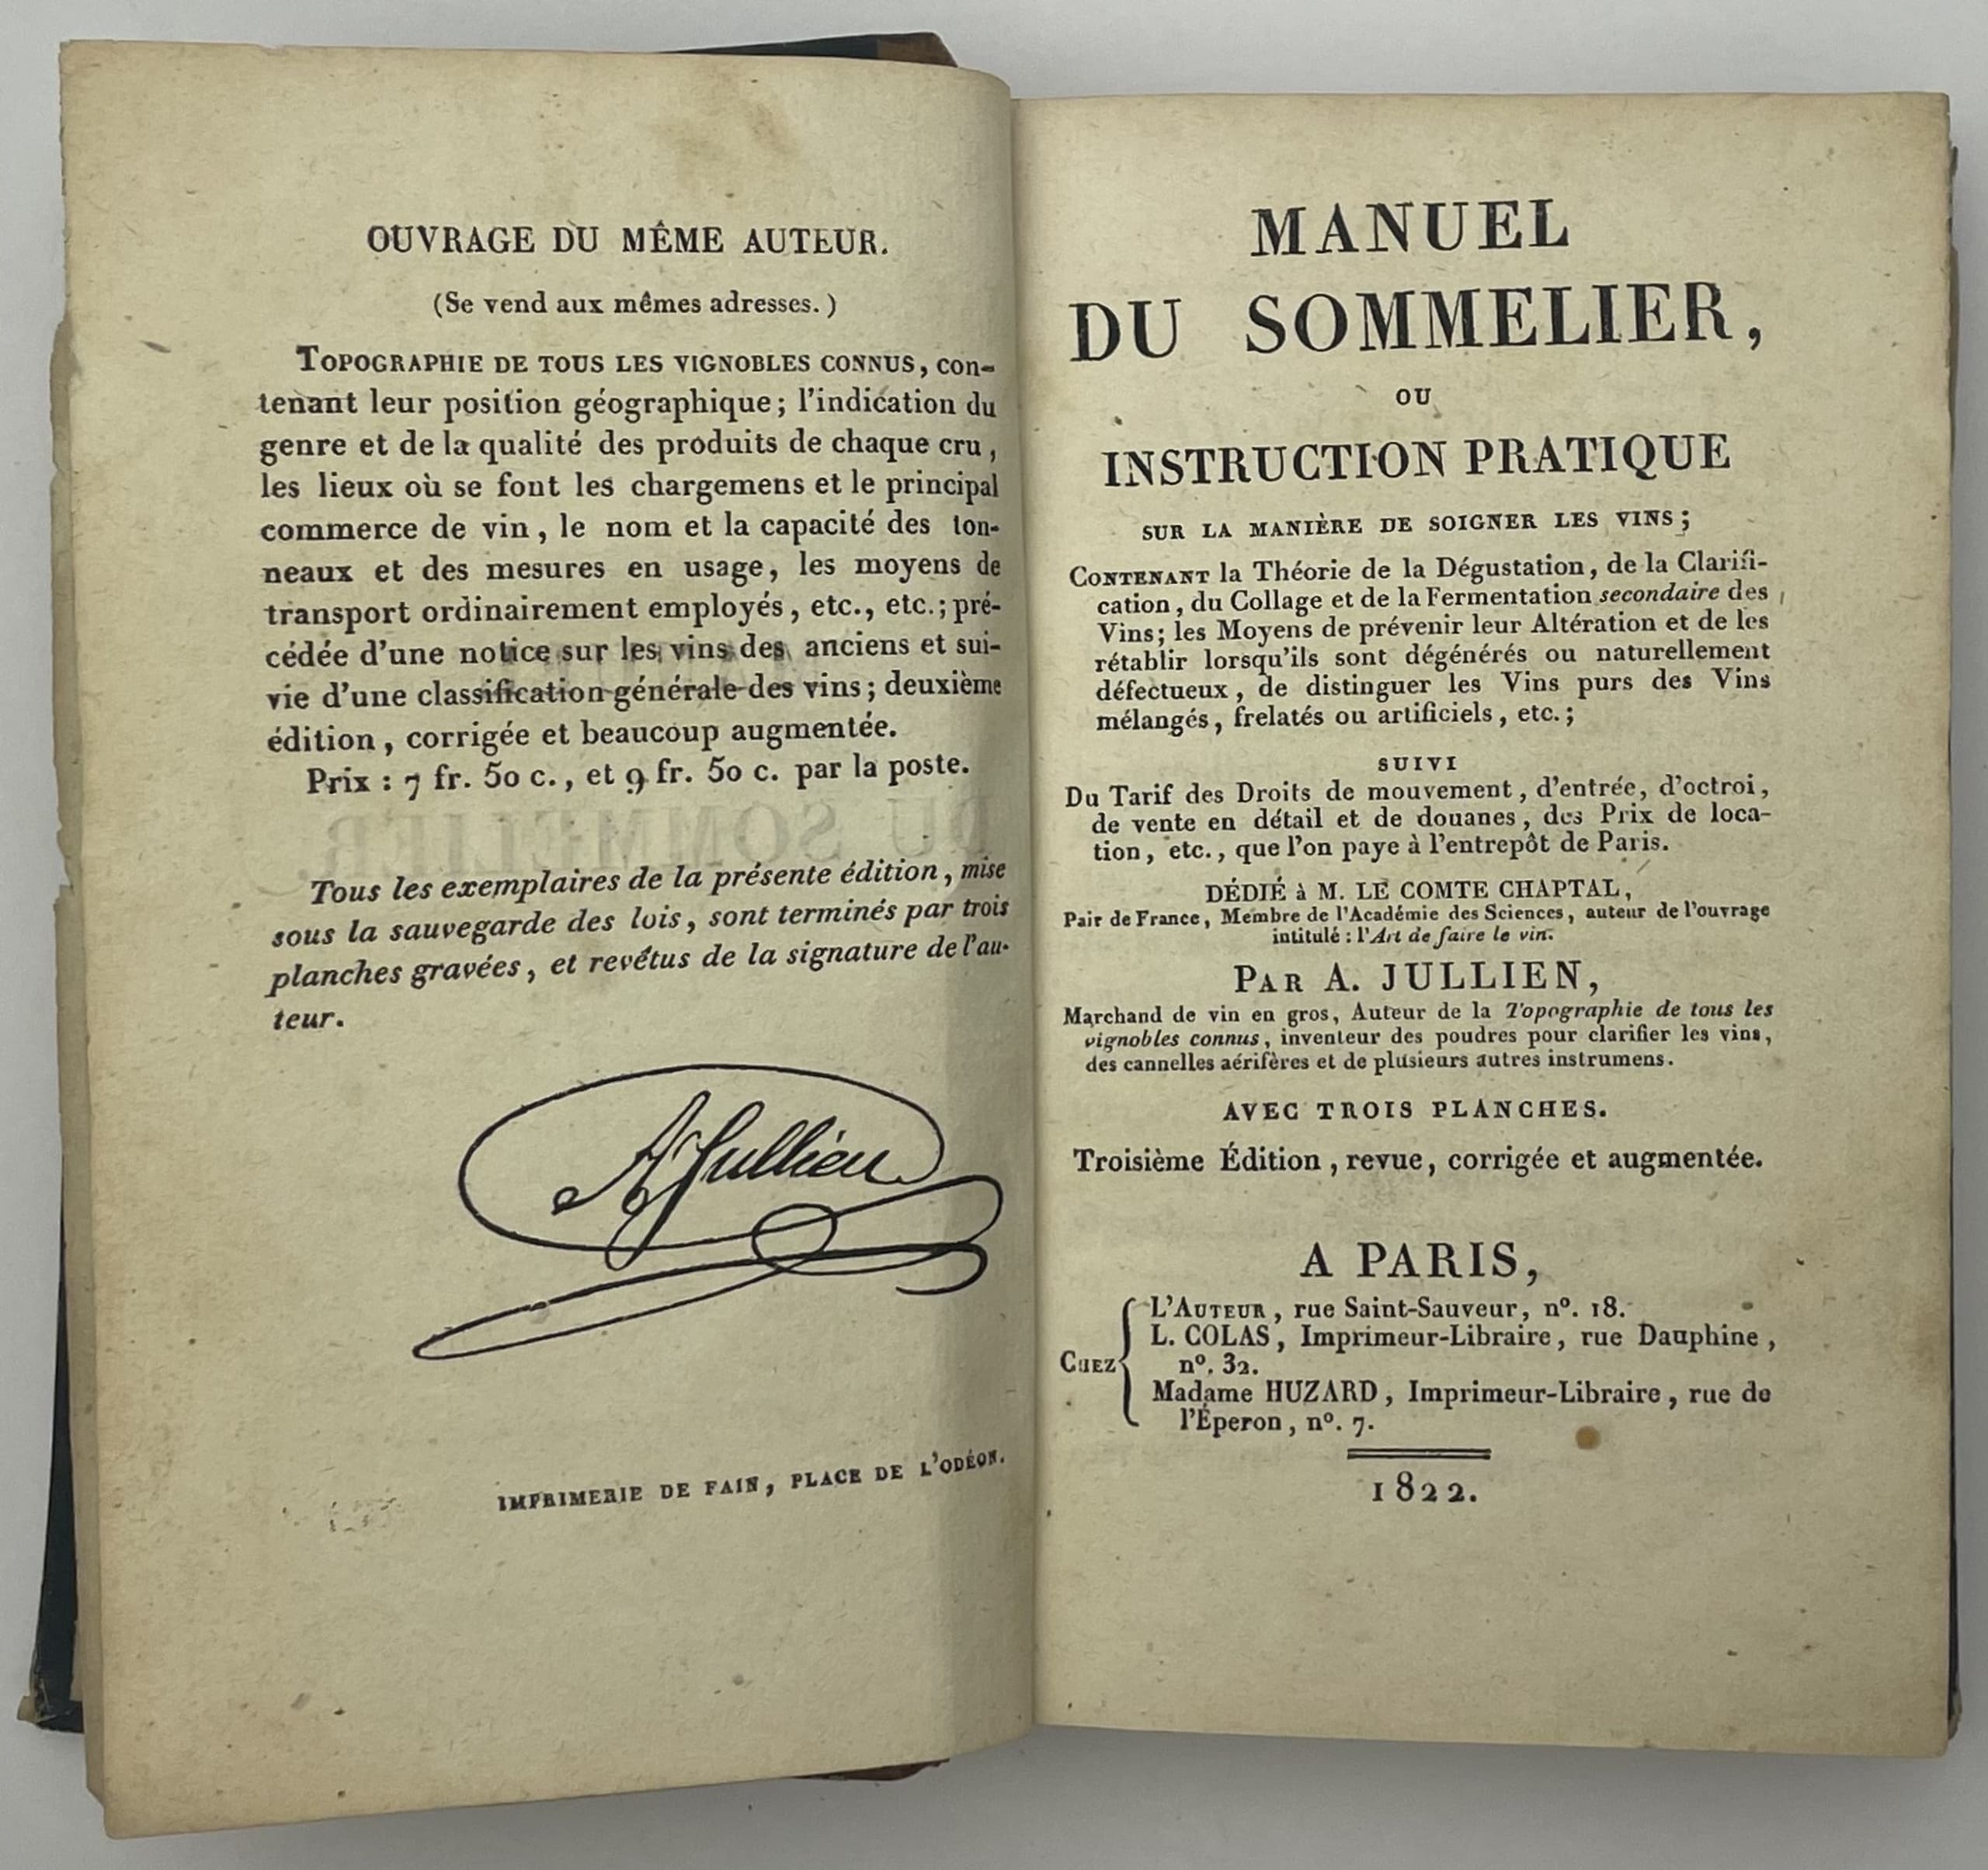 OUVRAGE DU MÊME AUTEUR.
(Se vend aux mêmes adresses.)
TOPOGRAPHIE DE TOUS LES VIGNOBLES CONNUS, con-
tenant leur position géographique; l'indication du
genre et de la qualité des produits de chaque cru,
les lieux où se font les chargemens et le principal
commerce de vin, le nom et la capacité des ton-
neaux et des mesures en usage, les moyens de
transport ordinairement employés, etc., etc.; pré-
cédée d'une notice sur les vins des anciens et sui-
vie d'une classification générale des vins; deuxième
édition, corrigée et beaucoup augmentée.
Prix : 7 fr. 50 c., et 9 fr. 50 c. par la poste.
Tous les exemplaires de la présente édition, mise
sous la sauvegarde des lois, sont terminés par trois
planches gravées, et revêtus de la signature de l'au-
teur.
A Jullien
IMPRIMERIE DE FAIN, PLACE DE L'ODÉON.
MANUEL
DU SOMMELIER,
OU
INSTRUCTION PRATIQUE
SUR LA MANIÈRE DE SOIGNER LES VINS;
CONTENANT la Théorie de la Dégustation, de la Clarifi-
cation, du Collage et de la Fermentation secondaire des
Vins; les Moyens de prévenir leur Altération et de les
rétablir lorsqu'ils sont dégénérés ou naturellement
défectueux, de distinguer les Vins purs des Vins
mélangés, frelatés ou artificiels, etc.;
SUIVI
Du Tarif des Droits de mouvement, d'entrée, d'octroi,
de vente en détail et de douanes, des Prix de loca-
tion, etc., que l'on paye à l'entrepôt de Paris.
DÉDIÉ à M. LE COMTE CHAPTAL,
Pair de France, Membre de l'Académie des Sciences, auteur de l'ouvrage
intitulé : l'Art de faire le vin.
PAR A. JULLIEN,
Marchand de vin en gros, Auteur de la Topographie de tous les
vignobles connus, inventeur des poudres pour clarifier les vins,
des cannelles aérifères et de plusieurs autres instrumens.
AVEC TROIS PLANCHES.
Troisième Édition, revue, corrigée et augmentée.
A PARIS,
CHEZ
L'AUTEUR, rue Saint-Sauveur, nº. 18.
L. COLAS, Imprimeur-Libraire, rue Dauphine,
nº. 32.
Madame HUZARD, Imprimeur-Libraire, rue de
l'Éperon, nº. 7.
1822.